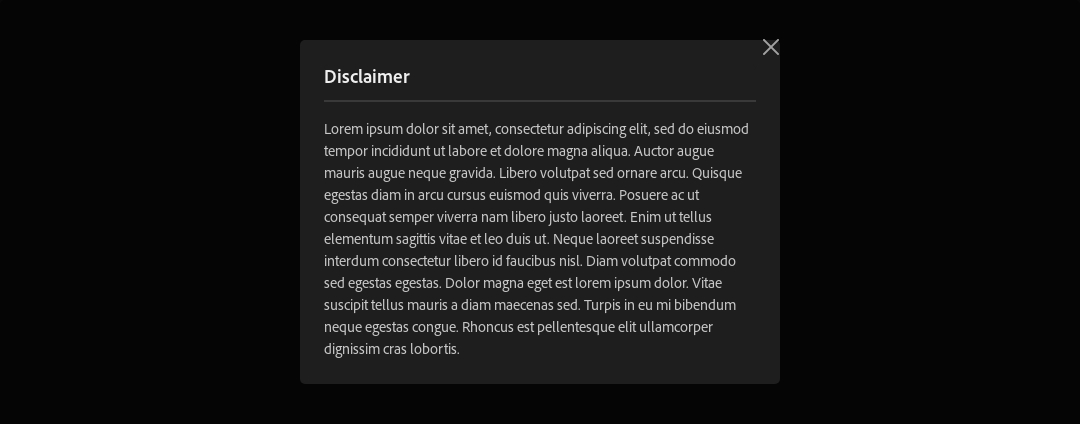 Disclaimer
Lorem ipsum dolor sit amet, consectetur adipiscing elit, sed do eiusmod
tempor incididunt ut labore et dolore magna aliqua. Auctor augue
mauris augue neque gravida. Libero volutpat sed ornare arcu. Quisque
egestas diam in arcu cursus euismod quis viverra. Posuere ac ut
consequat semper viverra nam libero justo laoreet. Enim ut tellus
elementum sagittis vitae et leo duis ut. Neque laoreet suspendisse
interdum consectetur libero id faucibus nisl. Diam volutpat commodo
sed egestas egestas. Dolor magna eget est lorem ipsum dolor. Vitae
suscipit tellus mauris a diam maecenas sed. Turpis in eu mi bibendum
neque egestas congue. Rhoncus est pellentesque elit ullamcorper
dignissim cras lobortis.